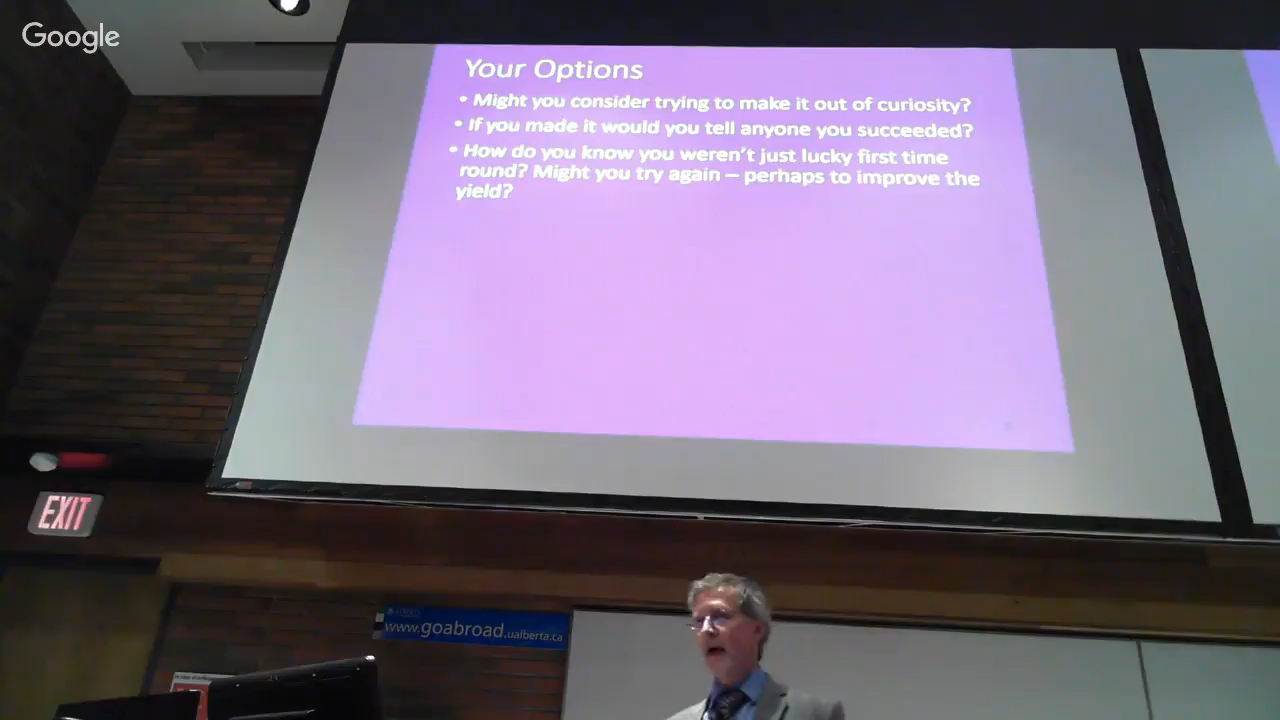 Google
Your Options
• Might you consider trying to make it out of curiosity?
• If you made it would you tell anyone you succeeded?
• How do you know you weren't just lucky first time
round? Might you try again – perhaps to improve the
yield?
EXIT
www.goabroad.ualberta.ca